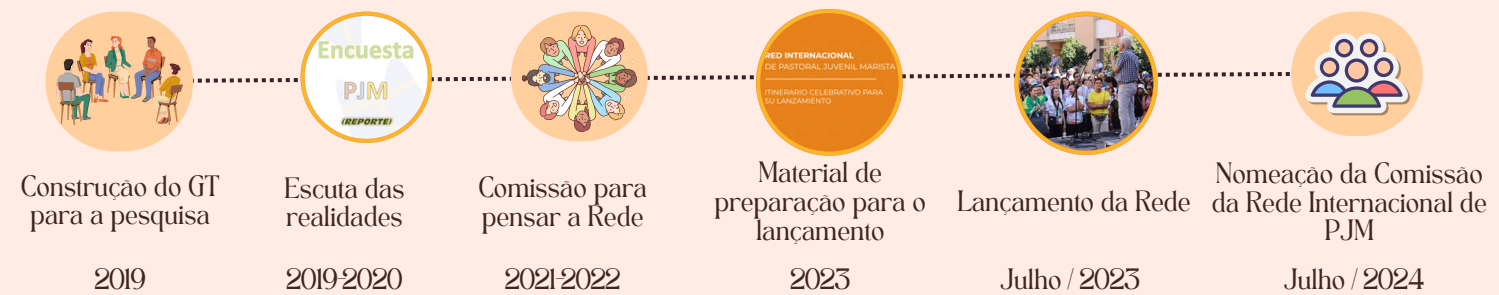 Encuesta
PJM
(REPORTE)
RED INTERNACIONAL
DE PASTORAL JUVENIL MARISTA
ITINERARIO CELEBRATIVO PARA
SU LANZAMIENTO
Construção do GT
para a pesquisa
2019
Escuta das
realidades
2019-2020
Comissão para
pensar a Rede
2021-2022
Material de
preparação para o
lançamento
2023
Lançamento da Rede
Julho / 2023
Nomeação da Comissão
da Rede Internacional de
PJM
Julho / 2024